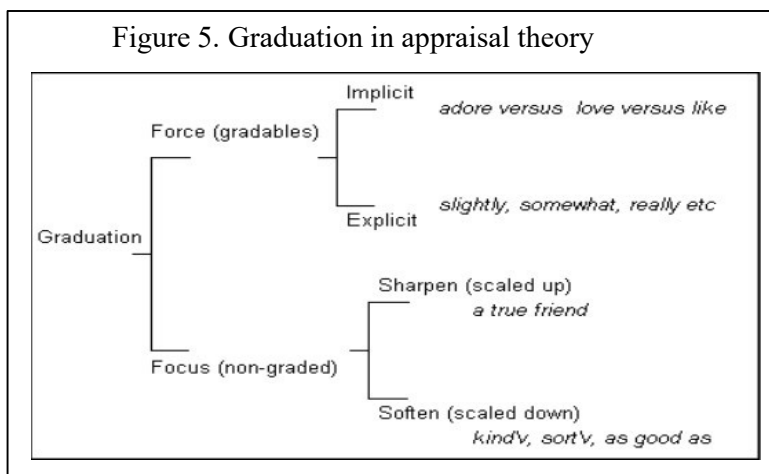 Figure 5. Graduation in appraisal theory
Implicit
adore versus love versus like
Force (gradables)
Explicit
slightly, somewhat, really etc
Graduation
Sharpen (scaled up)
a true friend
Focus (non-graded)
Soften (scaled down)
kind'v, sort'v, as good as